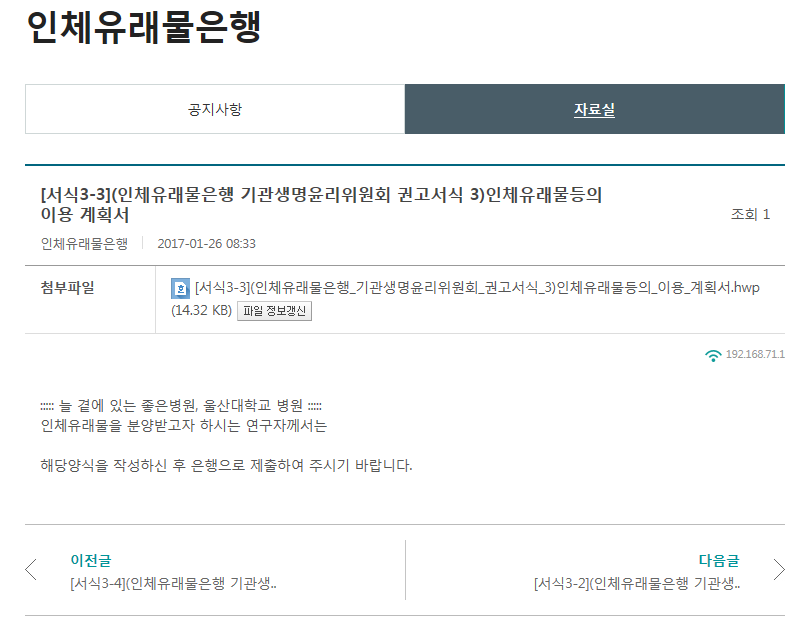 인체유래물은행
공지사항
자료실
[서식3-3](인체유래물은행 기관생명윤리위원회 권고서식 3)인체유래물등의
이용 계획서
조회 1
인체유래물은행 2017-01-26 08:33
첨부파일
[서식3-3](인체유래물은행_기관생명윤리위원회_권고서식_3)인체유래물등의_이용_계획서.hwp
(14.32 KB) 파일 정보갱신
192.168.71.1
::::: 늘 곁에 있는 좋은병원, 울산대학교 병원 :::::
인체유래물을 분양받고자 하시는 연구자께서는
해당양식을 작성하신 후 은행으로 제출하여 주시기 바랍니다.
이전글
[서식3-4](인체유래물은행 기관생..
다음글
[서식3-2](인체유래물은행 기관생..